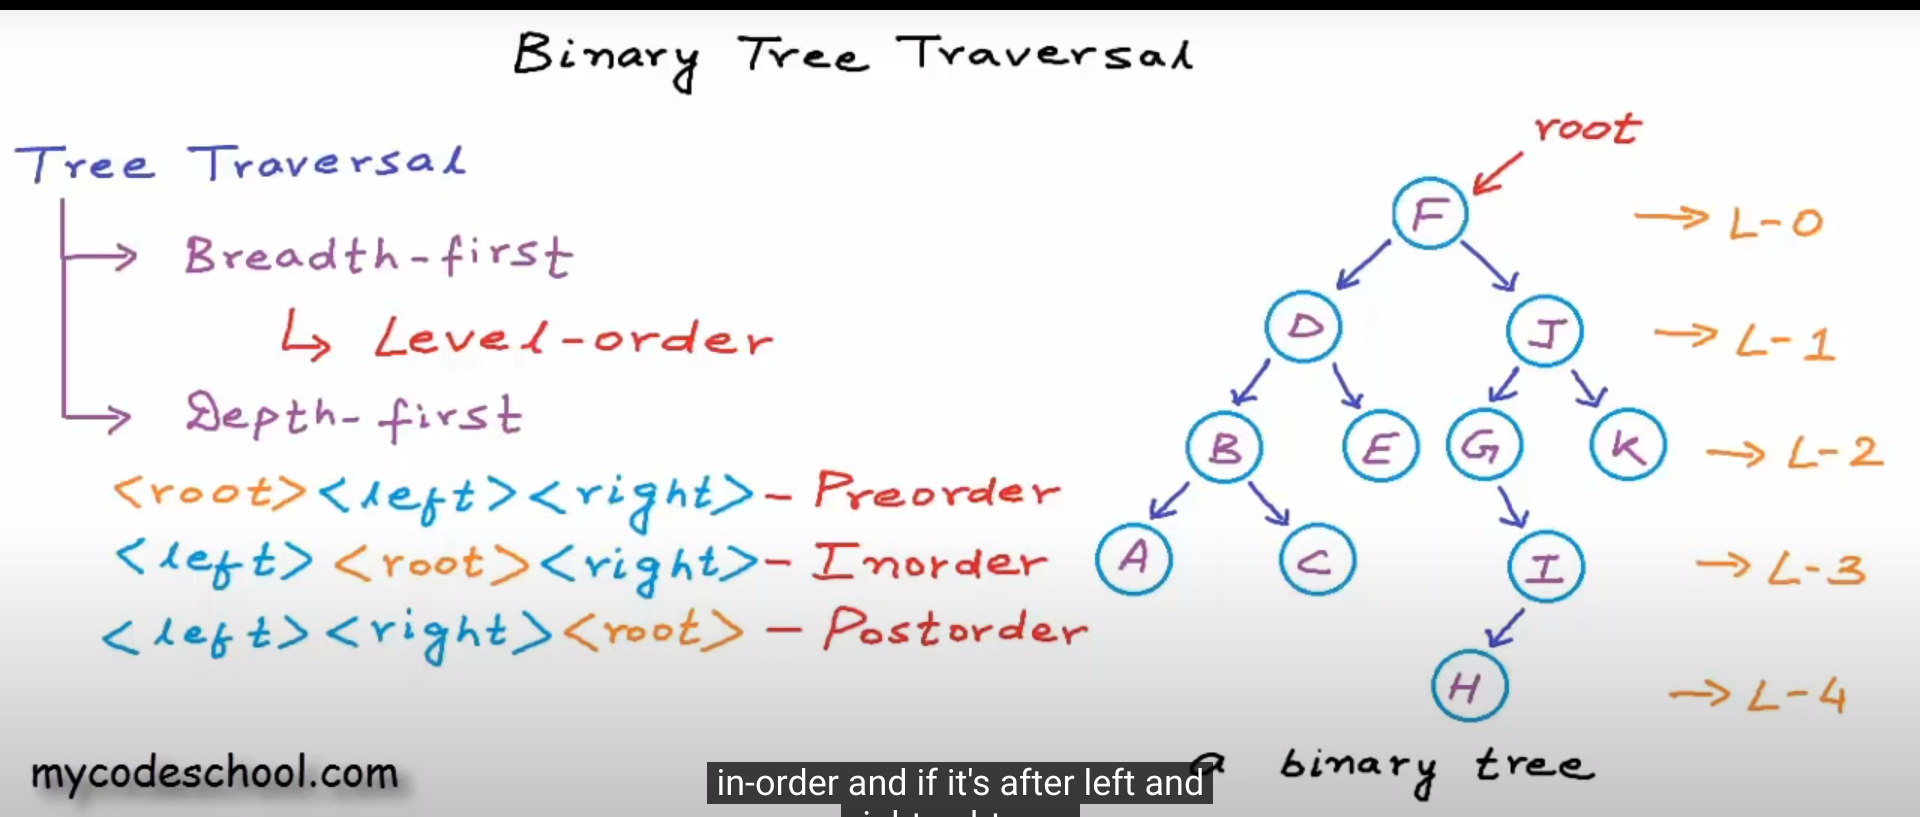 Binary Tree Traversal
Tree Traversal
Breadth-first
Level-order
Depth-first
<root><left><right> - Preorder
<left><root><right> - Inorder
<left><right><root> - Postorder
root
F
L-0
D
J
L-1
B
E
G
K
L-2
A
C
I
L-3
H
L-4
a binary tree
mycodeschool.com
in-order and if it's after left and